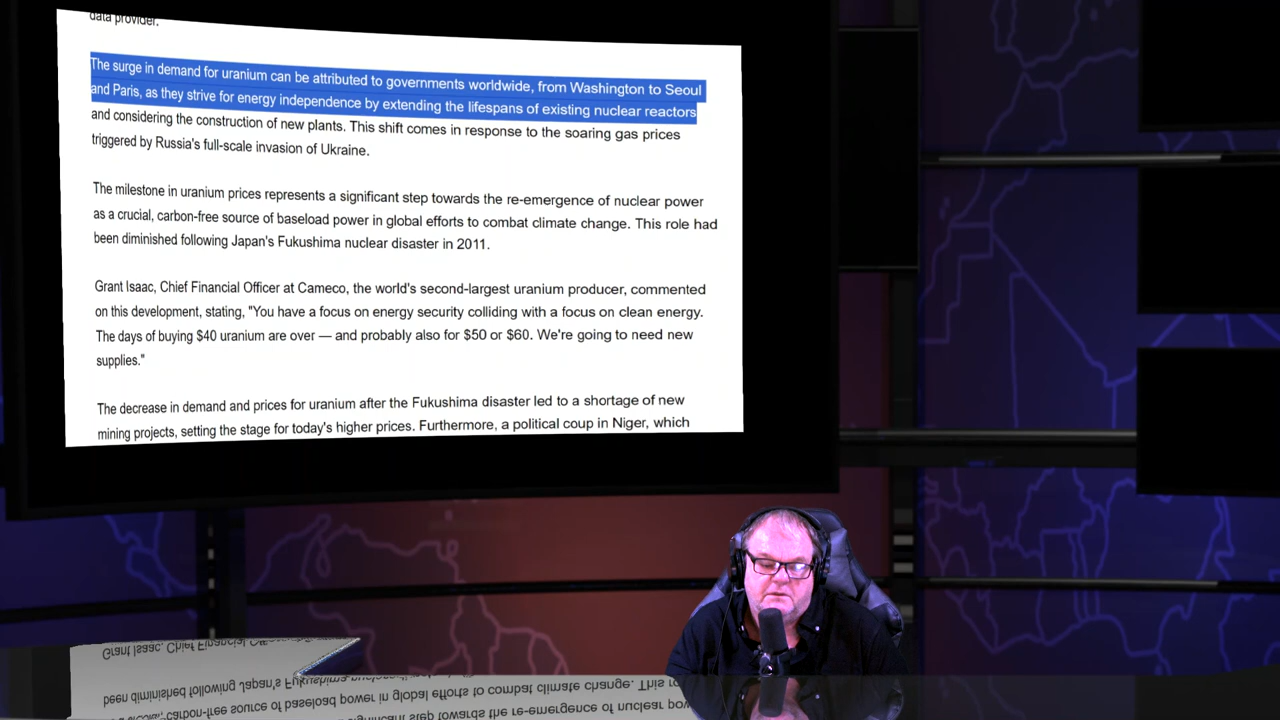 data provider.
The surge in demand for uranium can be attributed to governments worldwide, from Washington to Seoul
and Paris, as they strive for energy independence by extending the lifespans of existing nuclear reactors
and considering the construction of new plants. This shift comes in response to the soaring gas prices
triggered by Russia's full-scale invasion of Ukraine.
The milestone in uranium prices represents a significant step towards the re-emergence of nuclear power
as a crucial, carbon-free source of baseload power in global efforts to combat climate change. This role had
been diminished following Japan's Fukushima nuclear disaster in 2011.
Grant Isaac, Chief Financial Officer at Cameco, the world's second-largest uranium producer, commented
on this development, stating, "You have a focus on energy security colliding with a focus on clean energy.
The days of buying $40 uranium are over — and probably also for $50 or $60. We're going to need new
supplies."
The decrease in demand and prices for uranium after the Fukushima disaster led to a shortage of new
mining projects, setting the stage for today's higher prices. Furthermore, a political coup in Niger, which